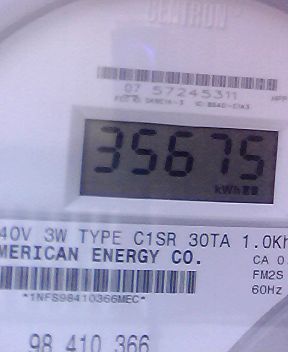 CENTRON
07 57245311
35675
kWh
40V 3W TYPE C1SR 30TA 1.0Kh
MERICAN ENERGY CO.
CA 0.
FM2S
*1NFS98410366MEC*
60Hz
98 410 366